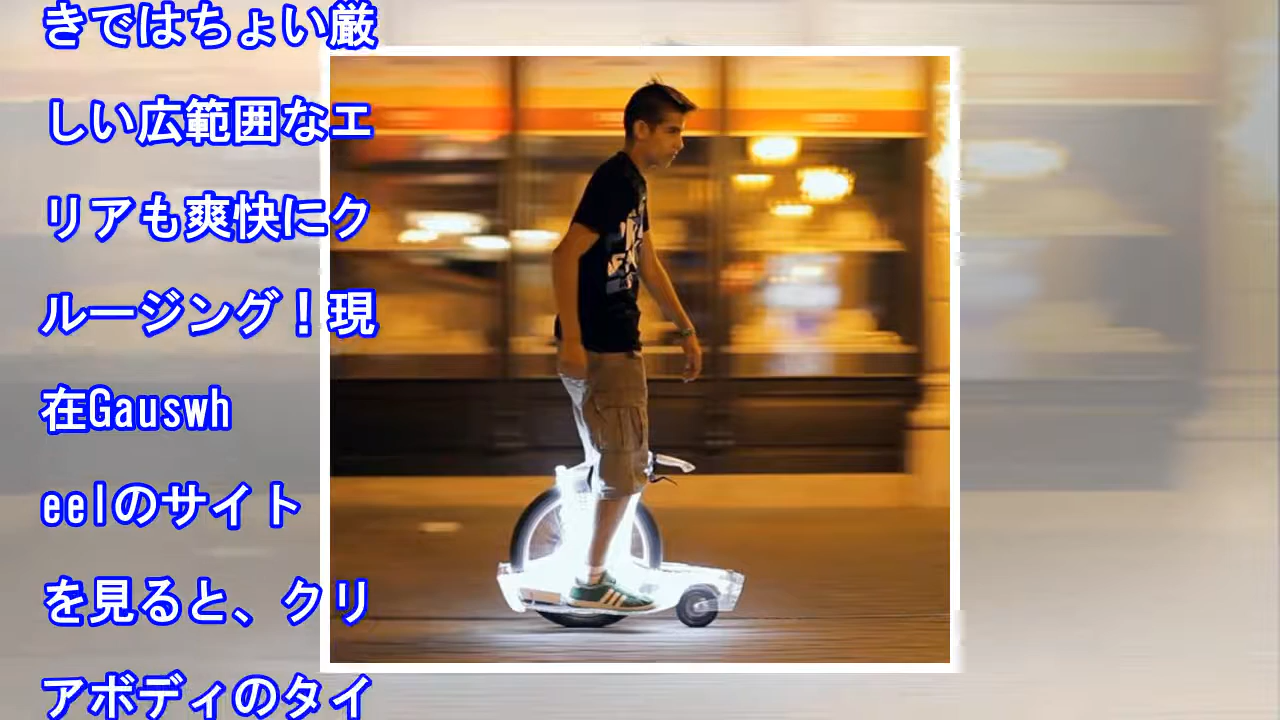 きではちょい厳
しい広範囲なエ
リアも爽快にク
ルージング！現
在Gauswh
eelのサイト
を見ると、クリ
アボディのタイ